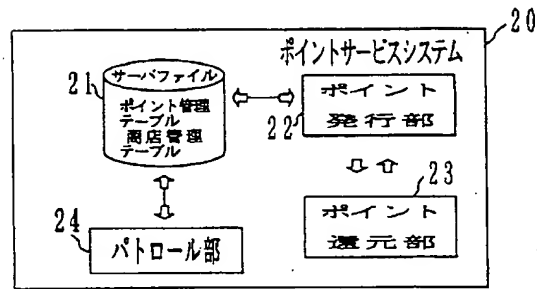 20
ポイントサービスシステム
21
サーバファイル
ポイント管理
テーブル
商店管理
テーブル
22
ポイント
発行部
23
ポイント
還元部
24
パトロール部